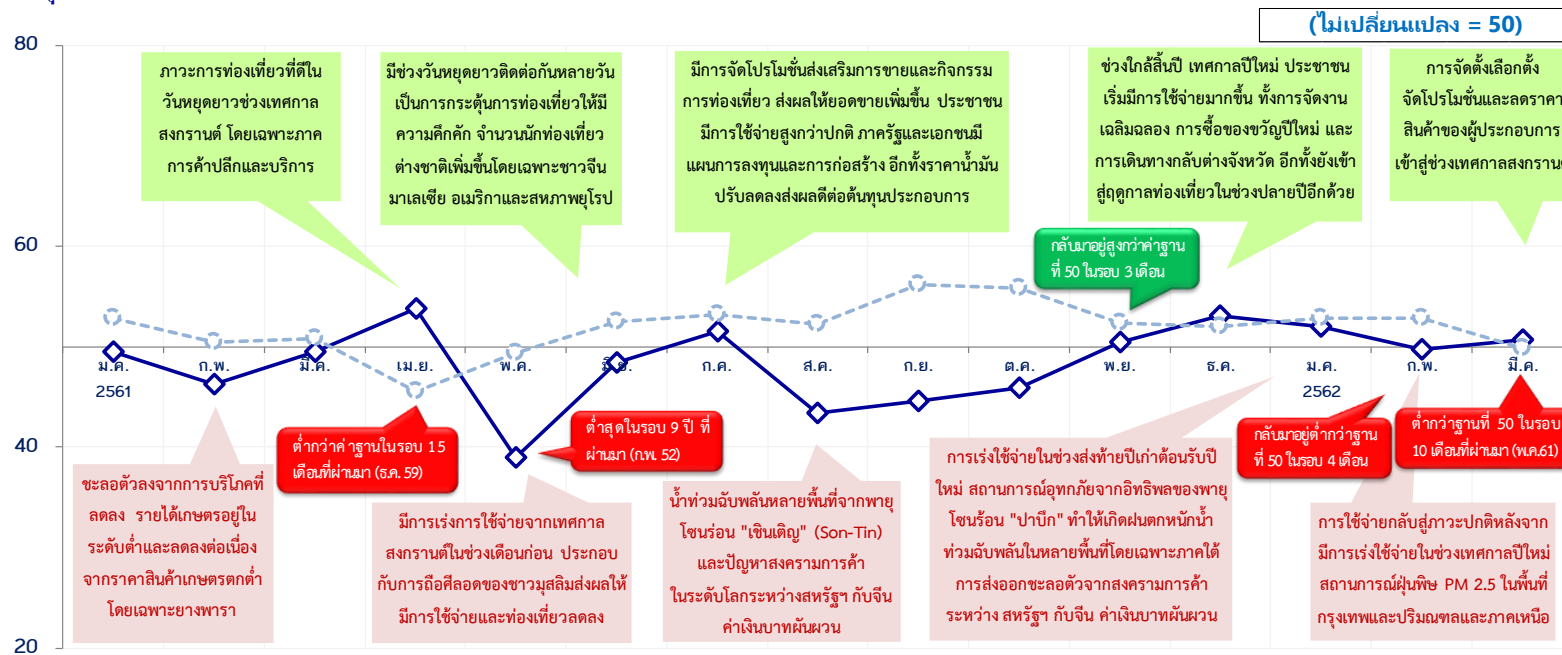 (ไม่เปลี่ยนแปลง = 50)
80
60
40
20
ภาวะการท่องเที่ยวที่ดีใน
วันหยุดยาวช่วงเทศกาล
สงกรานต์ โดยเฉพาะภาค
การค้าปลีกและบริการ
มีช่วงวันหยุดยาวติดต่อกันหลายวัน
เป็นการกระตุ้นการท่องเที่ยวให้มี
ความคึกคัก จำนวนนักท่องเที่ยว
ต่างชาติเพิ่มขึ้นโดยเฉพาะชาวจีน
มาเลเซีย อเมริกาและสหภาพยุโรป
มีการจัดโปรโมชั่นส่งเสริมการขายและกิจกรรม
การท่องเที่ยว ส่งผลให้ยอดขายเพิ่มขึ้น ประชาชน
มีการใช้จ่ายสูงกว่าปกติ ภาครัฐและเอกชนมี
แผนการลงทุนและการก่อสร้าง อีกทั้งราคาน้ำมัน
ปรับลดลงส่งผลดีต่อต้นทุนประกอบการ
ช่วงใกล้สิ้นปี เทศกาลปีใหม่ ประชาชน
เริ่มมีการใช้จ่ายมากขึ้น ทั้งการจัดงาน
เฉลิมฉลอง การซื้อของขวัญปีใหม่ และ
การเดินทางกลับต่างจังหวัด อีกทั้งยังเข้า
สู่ฤดูกาลท่องเที่ยวในช่วงปลายปีอีกด้วย
การจัดตั้งเลือกตั้ง
จัดโปรโมชั่นและลดราคา
สินค้าของผู้ประกอบการ
เข้าสู่ช่วงเทศกาลสงกรานต์
กลับมาอยู่สูงกว่าค่าฐาน
ที่ 50 ในรอบ 3 เดือน
ม.ค. ก.พ. มี.ค. เม.ย. พ.ค. มิ.ย. ก.ค. ส.ค. ก.ย. ต.ค. พ.ย. ธ.ค. ม.ค. ก.พ. มี.ค.
2561 2562
ต่ำกว่าค่าฐานในรอบ 15
เดือนที่ผ่านมา (ธ.ค. 59)
ต่ำสุดในรอบ 9 ปี ที่
ผ่านมา (ก.พ. 52)
กลับมาอยู่ต่ำกว่าฐาน
ที่ 50 ในรอบ 4 เดือน
ต่ำกว่าฐานที่ 50 ในรอบ
10 เดือนที่ผ่านมา (พ.ค.61)
ชะลอตัวลงจากการบริโภคที่
ลดลง รายได้เกษตรอยู่ใน
ระดับต่ำและลดลงต่อเนื่อง
จากราคาสินค้าเกษตรตกต่ำ
โดยเฉพาะยางพารา
มีการเร่งการใช้จ่ายจากเทศกาล
สงกรานต์ในช่วงเดือนก่อน ประกอบ
กับการถือศีลอดของชาวมุสลิมส่งผลให้
มีการใช้จ่ายและท่องเที่ยวลดลง
น้ำท่วมฉับพลันหลายพื้นที่จากพายุ
โซนร่อน "เซินเติญ" (Son-Tin)
และปัญหาสงครามการค้า
ในระดับโลกระหว่างสหรัฐฯ กับจีน
ค่าเงินบาทผันผวน
การเร่งใช้จ่ายในช่วงส่งท้ายปีเก่าต้อนรับปี
ใหม่ สถานการณ์อุทกภัยจากอิทธิพลของพายุ
โซนร้อน "ปาบึก" ทำให้เกิดฝนตกหนักน้ำ
ท่วมฉับพลันในหลายพื้นที่โดยเฉพาะภาคใต้
การส่งออกชะลอตัวจากสงครามการค้า
ระหว่าง สหรัฐฯ กับจีน ค่าเงินบาทผันผวน
การใช้จ่ายกลับสู่ภาวะปกติหลังจาก
มีการเร่งใช้จ่ายในช่วงเทศกาลปีใหม่
สถานการณ์ฝุ่นพิษ PM 2.5 ในพื้นที่
กรุงเทพและปริมณฑลและภาคเหนือ